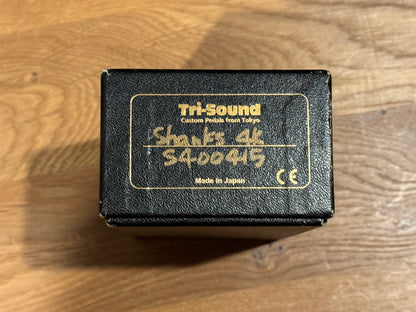 Tri-Sound
Custom Pedals from Tokyo
Shanks 4K
S400415
Made in Japan
CE